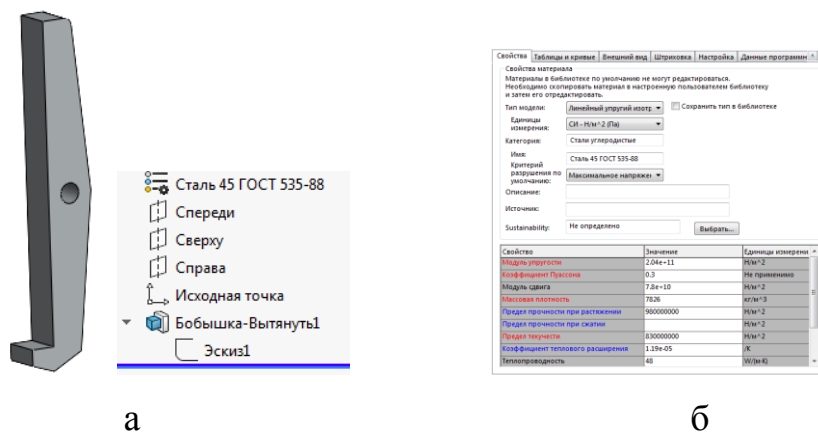 Сталь 45 ГОСТ 535-88
Спереди
Сверху
Справа
Исходная точка
Бобышка-Вытянуть1
Эскиз1
а
Свойства Таблицы и кривые Внешний вид Штриховка Настройка Данные программн
Свойства материала
Материалы в библиотеке по умолчанию не могут редактироваться.
Необходимо скопировать материал в настроенную пользователем библиотеку
и затем его отредактировать.
Тип модели: Линейный упругий изотр Сохранить тип в библиотеке
Единицы измерения: СИ - Н/м^2 (Па)
Категория: Стали углеродистые
Имя: Сталь 45 ГОСТ 535-88
Критерий разрушения по умолчанию: Максимальное напряжен
Описание:
Источник:
Sustainability: Не определено Выбрать...
Свойство Значение Единицы измерени
Модуль упругости 2.04e+11 Н/м^2
Коэффициент Пуассона 0.3 Не применимо
Модуль сдвига 7.8e+10 Н/м^2
Массовая плотность 7826 кг/м^3
Предел прочности при растяжении 980000000 Н/м^2
Предел прочности при сжатии Н/м^2
Предел текучести 830000000 Н/м^2
Коэффициент теплового расширения 1.19e-05 /K
Теплопроводность 48 W/(m·K)
б